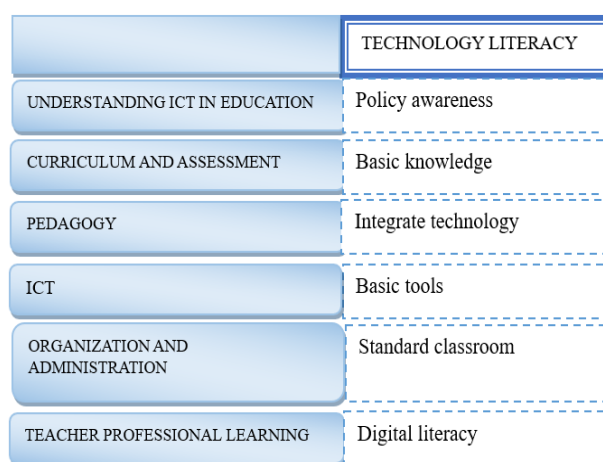 TECHNOLOGY LITERACY
UNDERSTANDING ICT IN EDUCATION
Policy awareness
CURRICULUM AND ASSESSMENT
Basic knowledge
PEDAGOGY
Integrate technology
ICT
Basic tools
ORGANIZATION AND
ADMINISTRATION
Standard classroom
TEACHER PROFESSIONAL LEARNING
Digital literacy